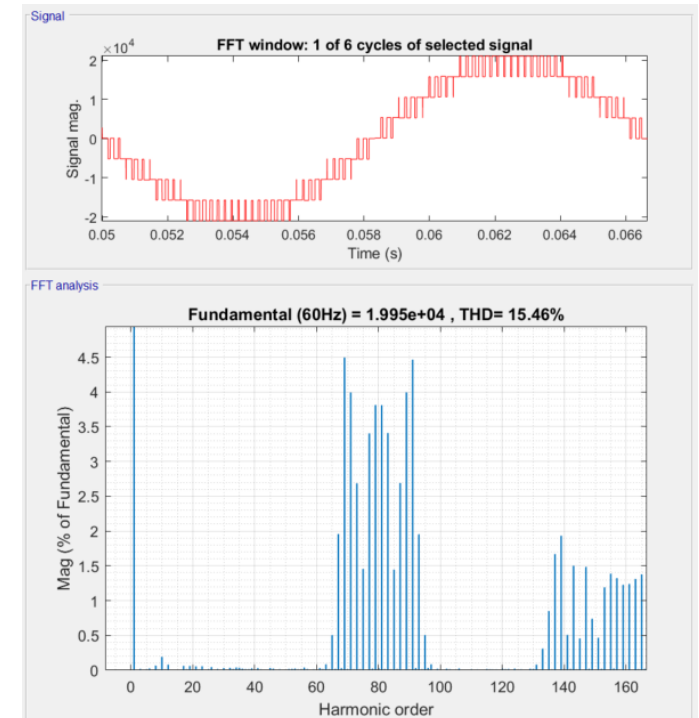 Signal
FFT window: 1 of 6 cycles of selected signal
×10⁴
Signal mag.
2
1
0
-1
-2
0.05 0.052 0.054 0.056 0.058 0.06 0.062 0.064 0.066
Time (s)
FFT analysis
Fundamental (60Hz) = 1.995e+04 , THD= 15.46%
Mag (% of Fundamental)
4.5
4
3.5
3
2.5
2
1.5
1
0.5
0
0 20 40 60 80 100 120 140 160
Harmonic order